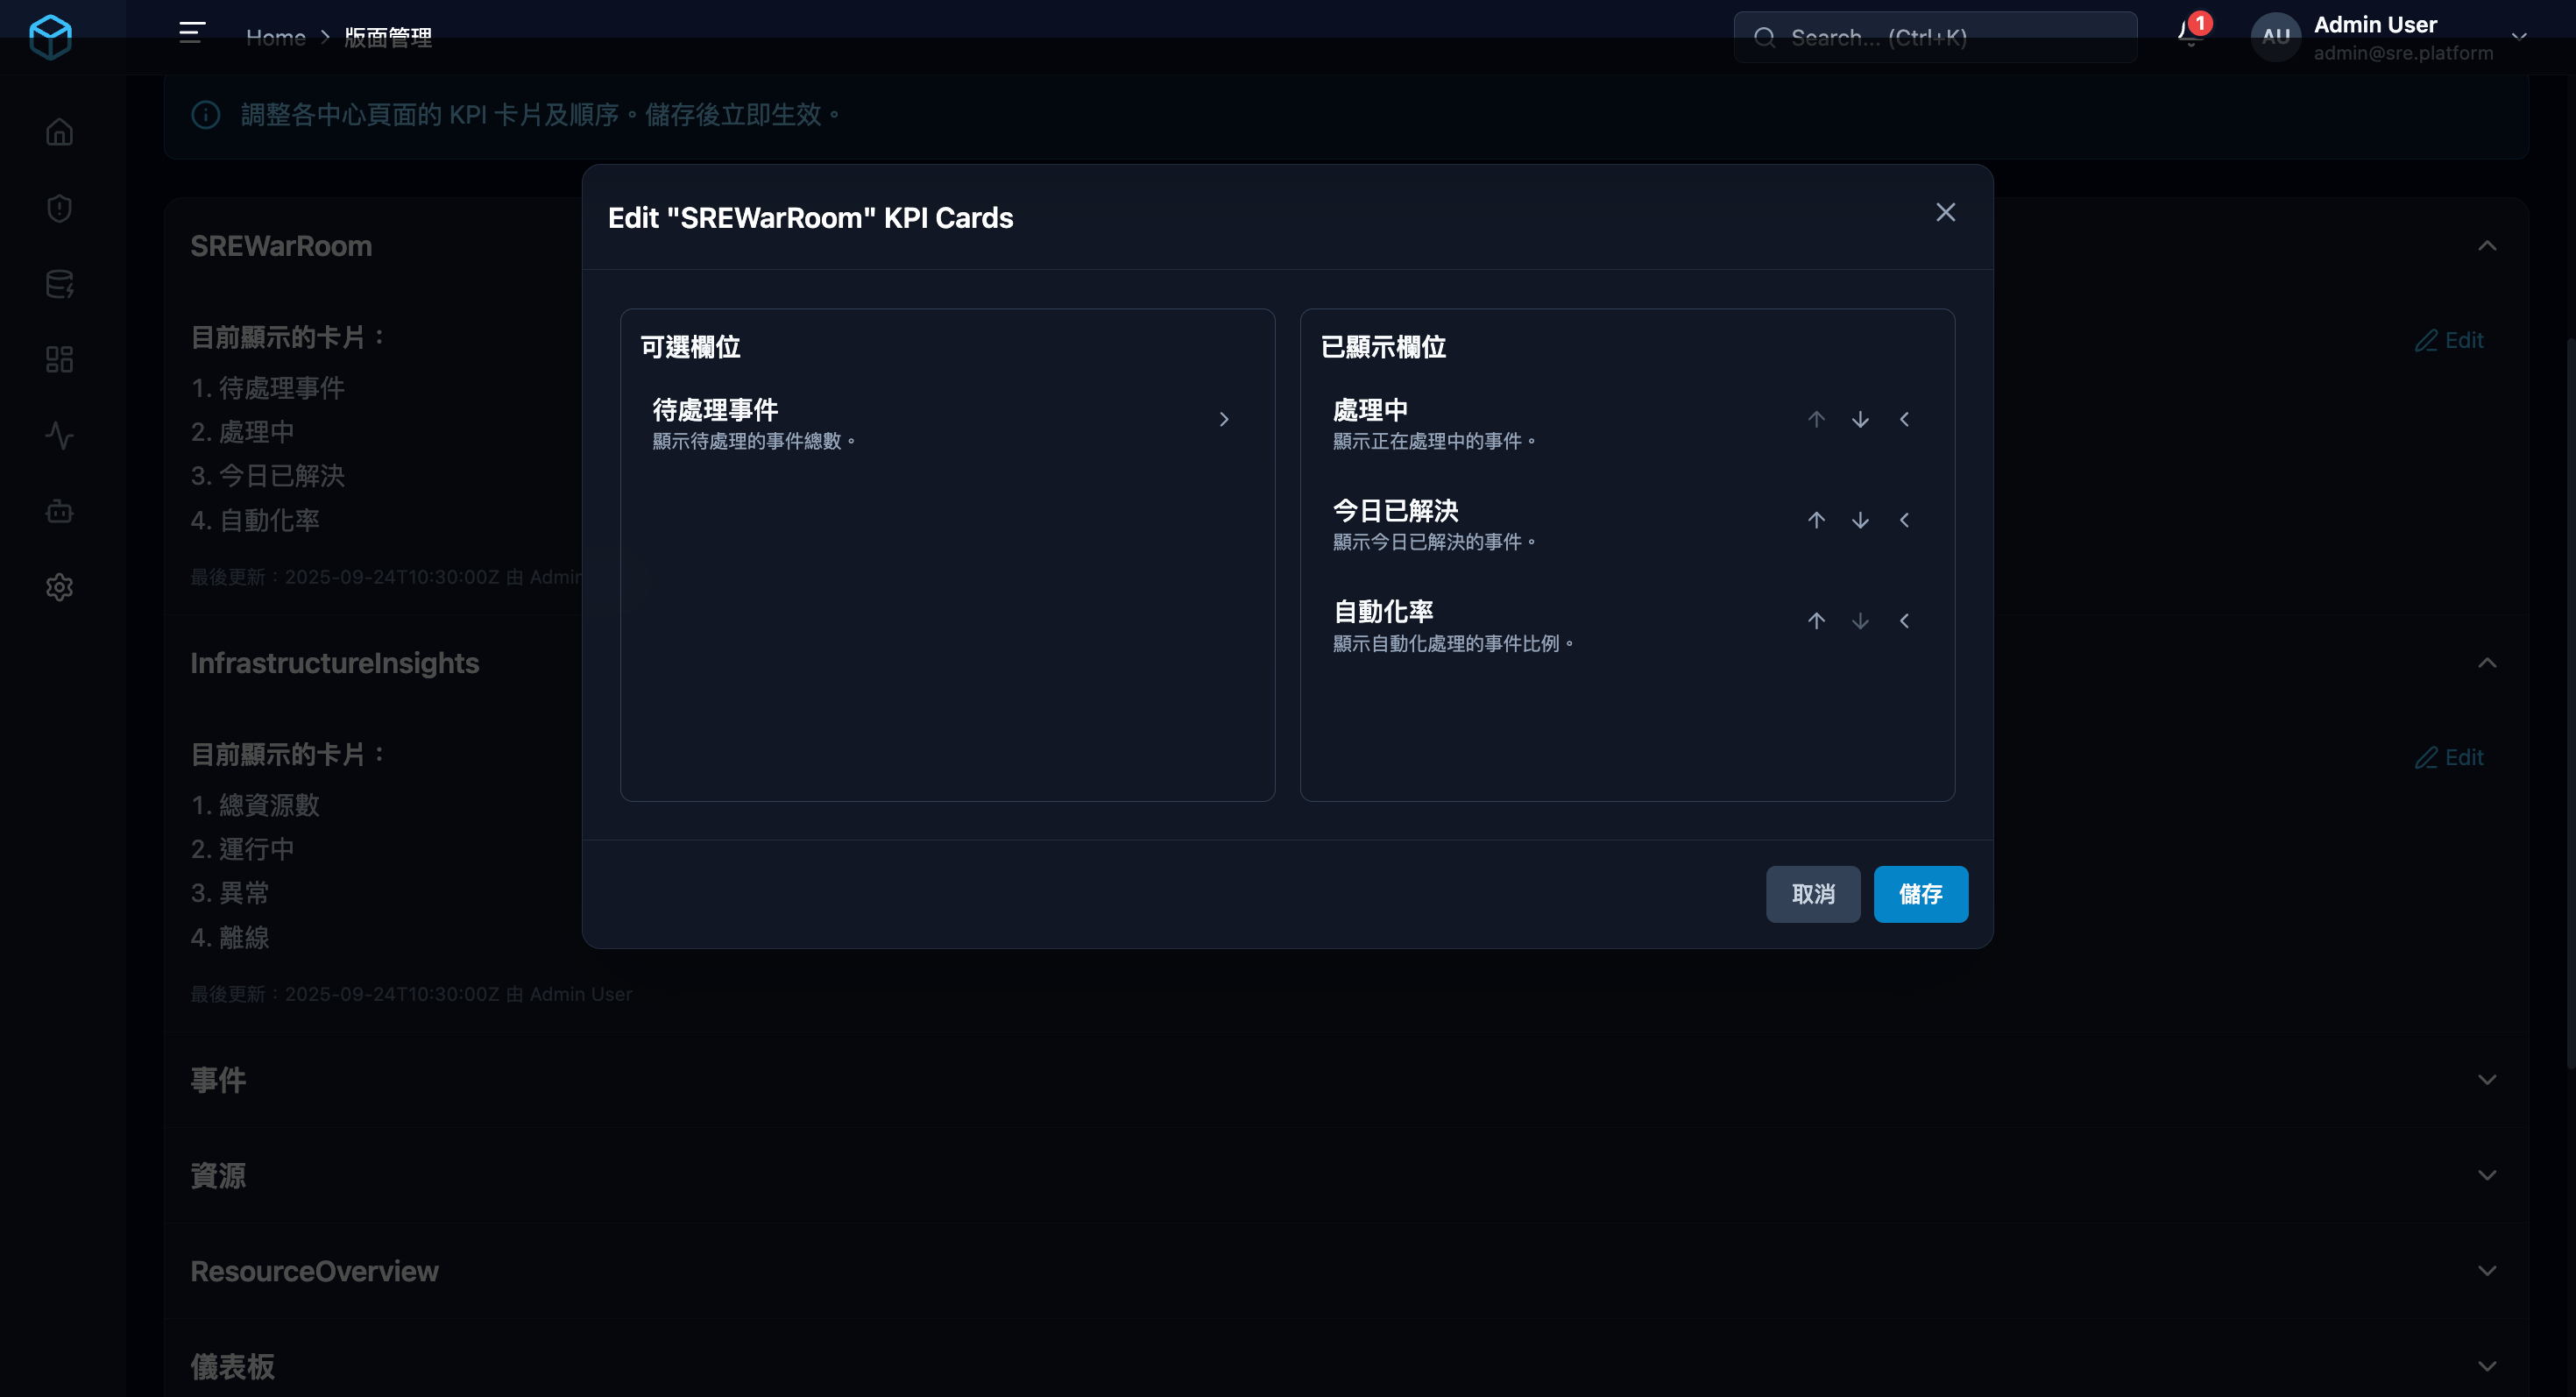 Home > 版面管理
Search... (Ctrl+K)
1
AU
Admin User
admin@sre.platform
調整各中心頁面的 KPI 卡片及順序。儲存後立即生效。
SREWarRoom
目前顯示的卡片：
Edit
1. 待處理事件
2. 處理中
3. 今日已解決
4. 自動化率
最後更新：2025-09-24T10:30:00Z 由 Admin
InfrastructureInsights
目前顯示的卡片：
Edit
1. 總資源數
2. 運行中
3. 異常
4. 離線
最後更新：2025-09-24T10:30:00Z 由 Admin User
事件
資源
ResourceOverview
儀表板
Edit "SREWarRoom" KPI Cards
可選欄位
待處理事件
顯示待處理的事件總數。
已顯示欄位
處理中
顯示正在處理中的事件。
今日已解決
顯示今日已解決的事件。
自動化率
顯示自動化處理的事件比例。
取消
儲存